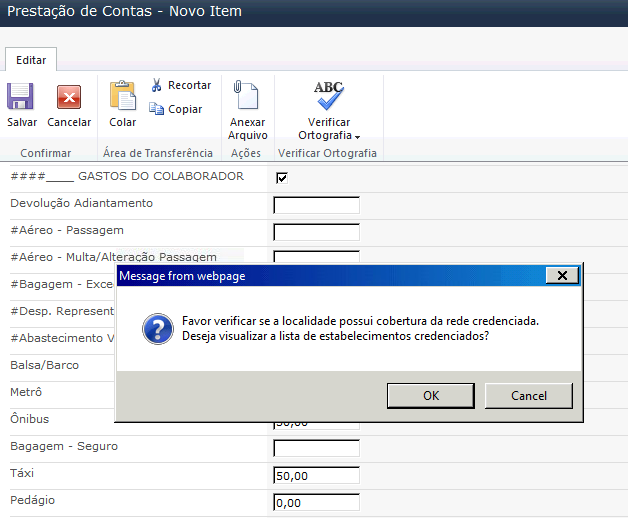 Prestação de Contas - Novo Item
Editar
Salvar
Cancelar
Colar
Recortar
Copiar
Anexar
Arquivo
ABC
Verificar
Ortografia
Confirmar
Área de Transferência
Ações
Verificar Ortografia
####____ GASTOS DO COLABORADOR
Devolução Adiantamento
#Aéreo - Passagem
#Aéreo - Multa/Alteração Passagem
Message from webpage
#Bagagem - Exce
#Desp. Represent
#Abastecimento V
Favor verificar se a localidade possui cobertura da rede credenciada.
Deseja visualizar a lista de estabelecimentos credenciados?
OK
Cancel
Balsa/Barco
Metrô
Ônibus
Bagagem - Seguro
Táxi 50,00
Pedágio 0,00